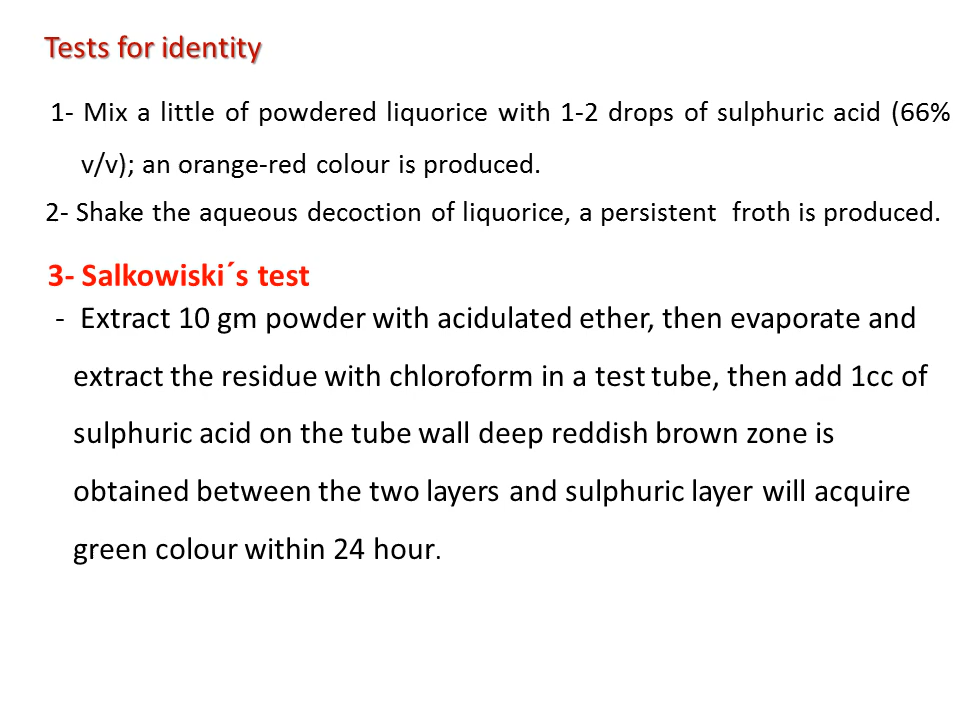 Tests for identity
1- Mix a little of powdered liquorice with 1-2 drops of sulphuric acid (66%
v/v); an orange-red colour is produced.
2- Shake the aqueous decoction of liquorice, a persistent froth is produced.
3- Salkowiski´s test
- Extract 10 gm powder with acidulated ether, then evaporate and
extract the residue with chloroform in a test tube, then add 1cc of
sulphuric acid on the tube wall deep reddish brown zone is
obtained between the two layers and sulphuric layer will acquire
green colour within 24 hour.